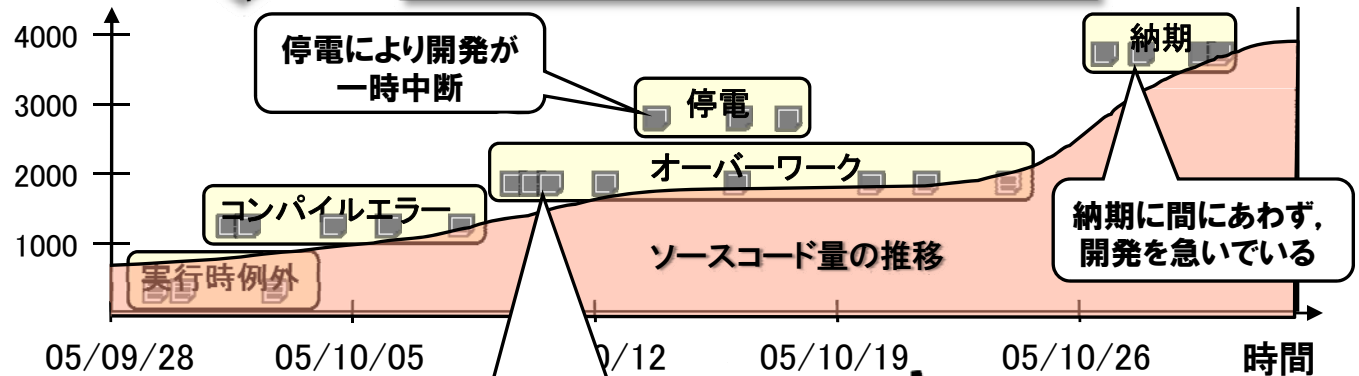 4000
3000
2000
1000
停電により開発が
一時中断
納期
停電
オーバーワーク
コンパイルエラー
実行時例外
ソースコード量の推移
納期に間にあわず,
開発を急いでいる
05/09/28
05/10/05
0/12
05/10/19
05/10/26
時間